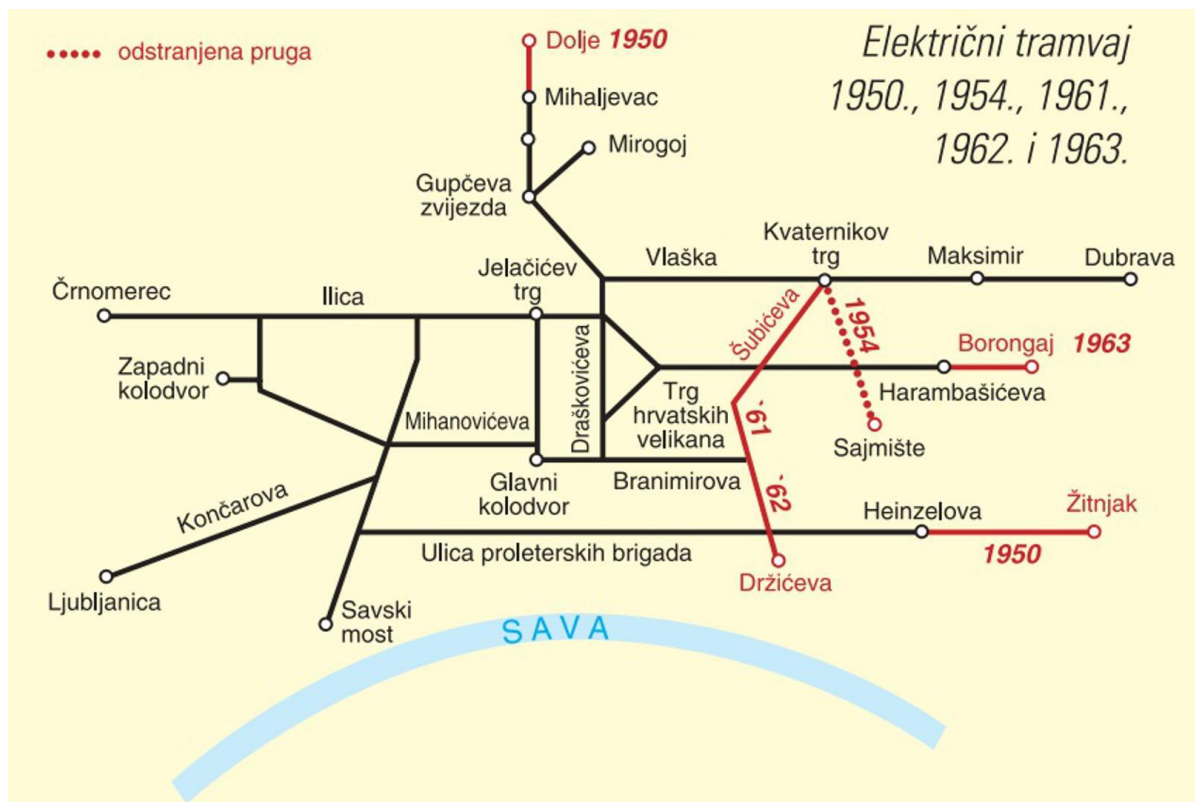 odstranjena pruga
Električni tramvaj
1950., 1954., 1961.,
1962. i 1963.
Dolje 1950
Mihaljevac
Mirogoj
Gupčeva
zvijezda
Kvaternikov
trg
Vlaška
Maksimir
Dubrava
Jelačićev
trg
Črnomerec
Ilica
Šubićeva
1954
Borongaj 1963
Zapadni
kolodvor
Draškovićeva
Trg
hrvatskih
velikana
Harambašićeva
Mihanovićeva
`61
Sajmište
Glavni
kolodvor
Branimirova
`62
Končarova
Heinzelova
Žitnjak
Ulica proleterskih brigada
1950
Držićeva
Ljubljanica
Savski
most
SAVA